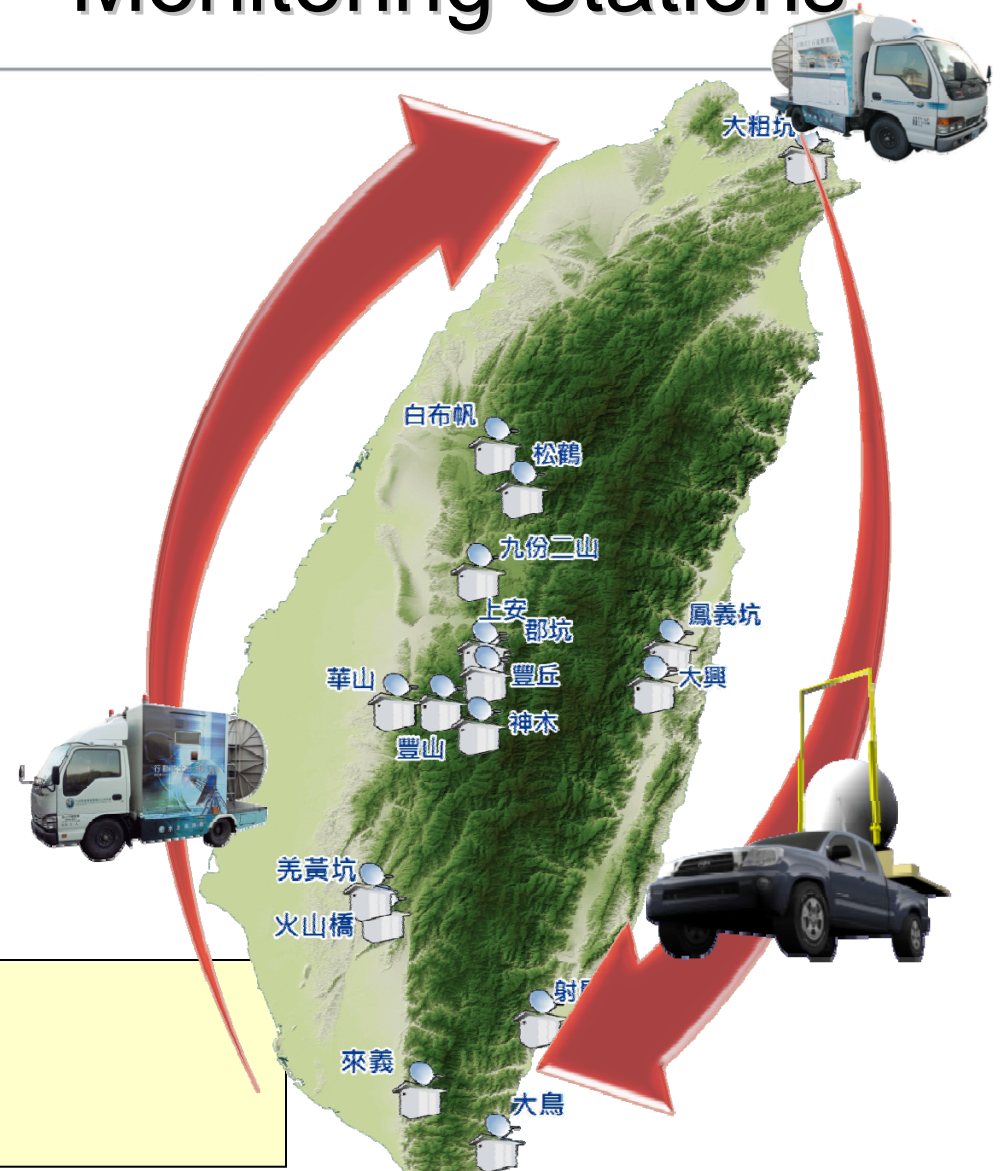 Monitoring Stations
大粗坑
白布帆
松鶴
九份二山
上安
郡坑
鳳義坑
豐丘
大興
華山
神木
豐山
羌黃坑
火山橋
射
來義
大鳥